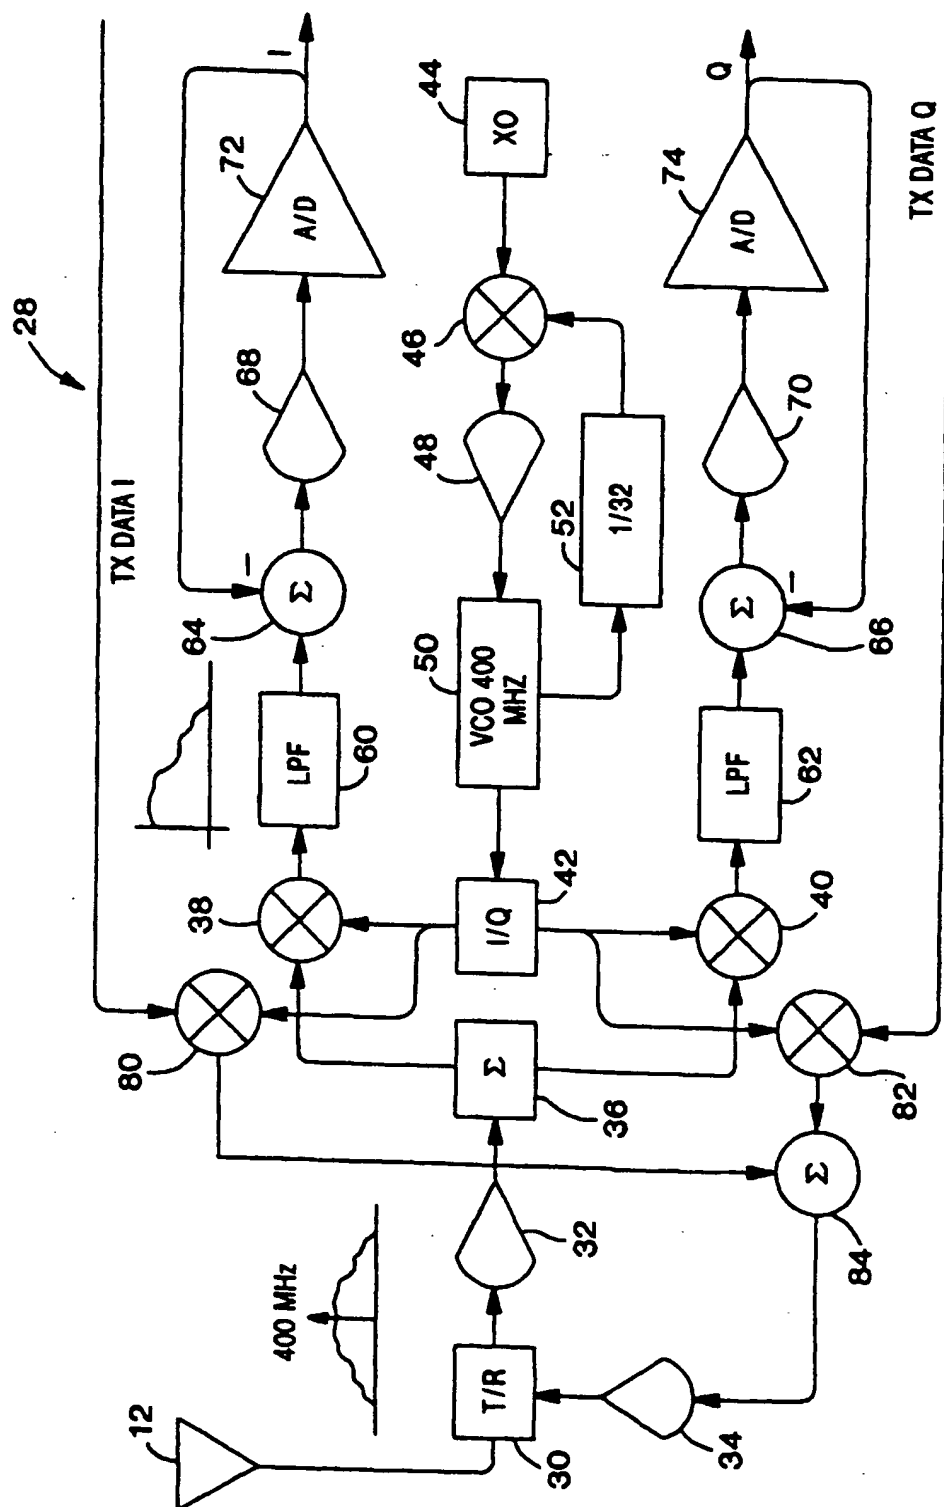 28
TX DATA I
I
72
A/D
68
64
−
Σ
LPF
60
38
80
44
XO
46
48
50
VCO 400
MHZ
52
1/32
42
I/Q
Σ
36
400 MHz
12
T/R
30
32
34
Q
74
A/D
70
−
Σ
66
LPF
62
40
82
Σ
84
TX DATA Q